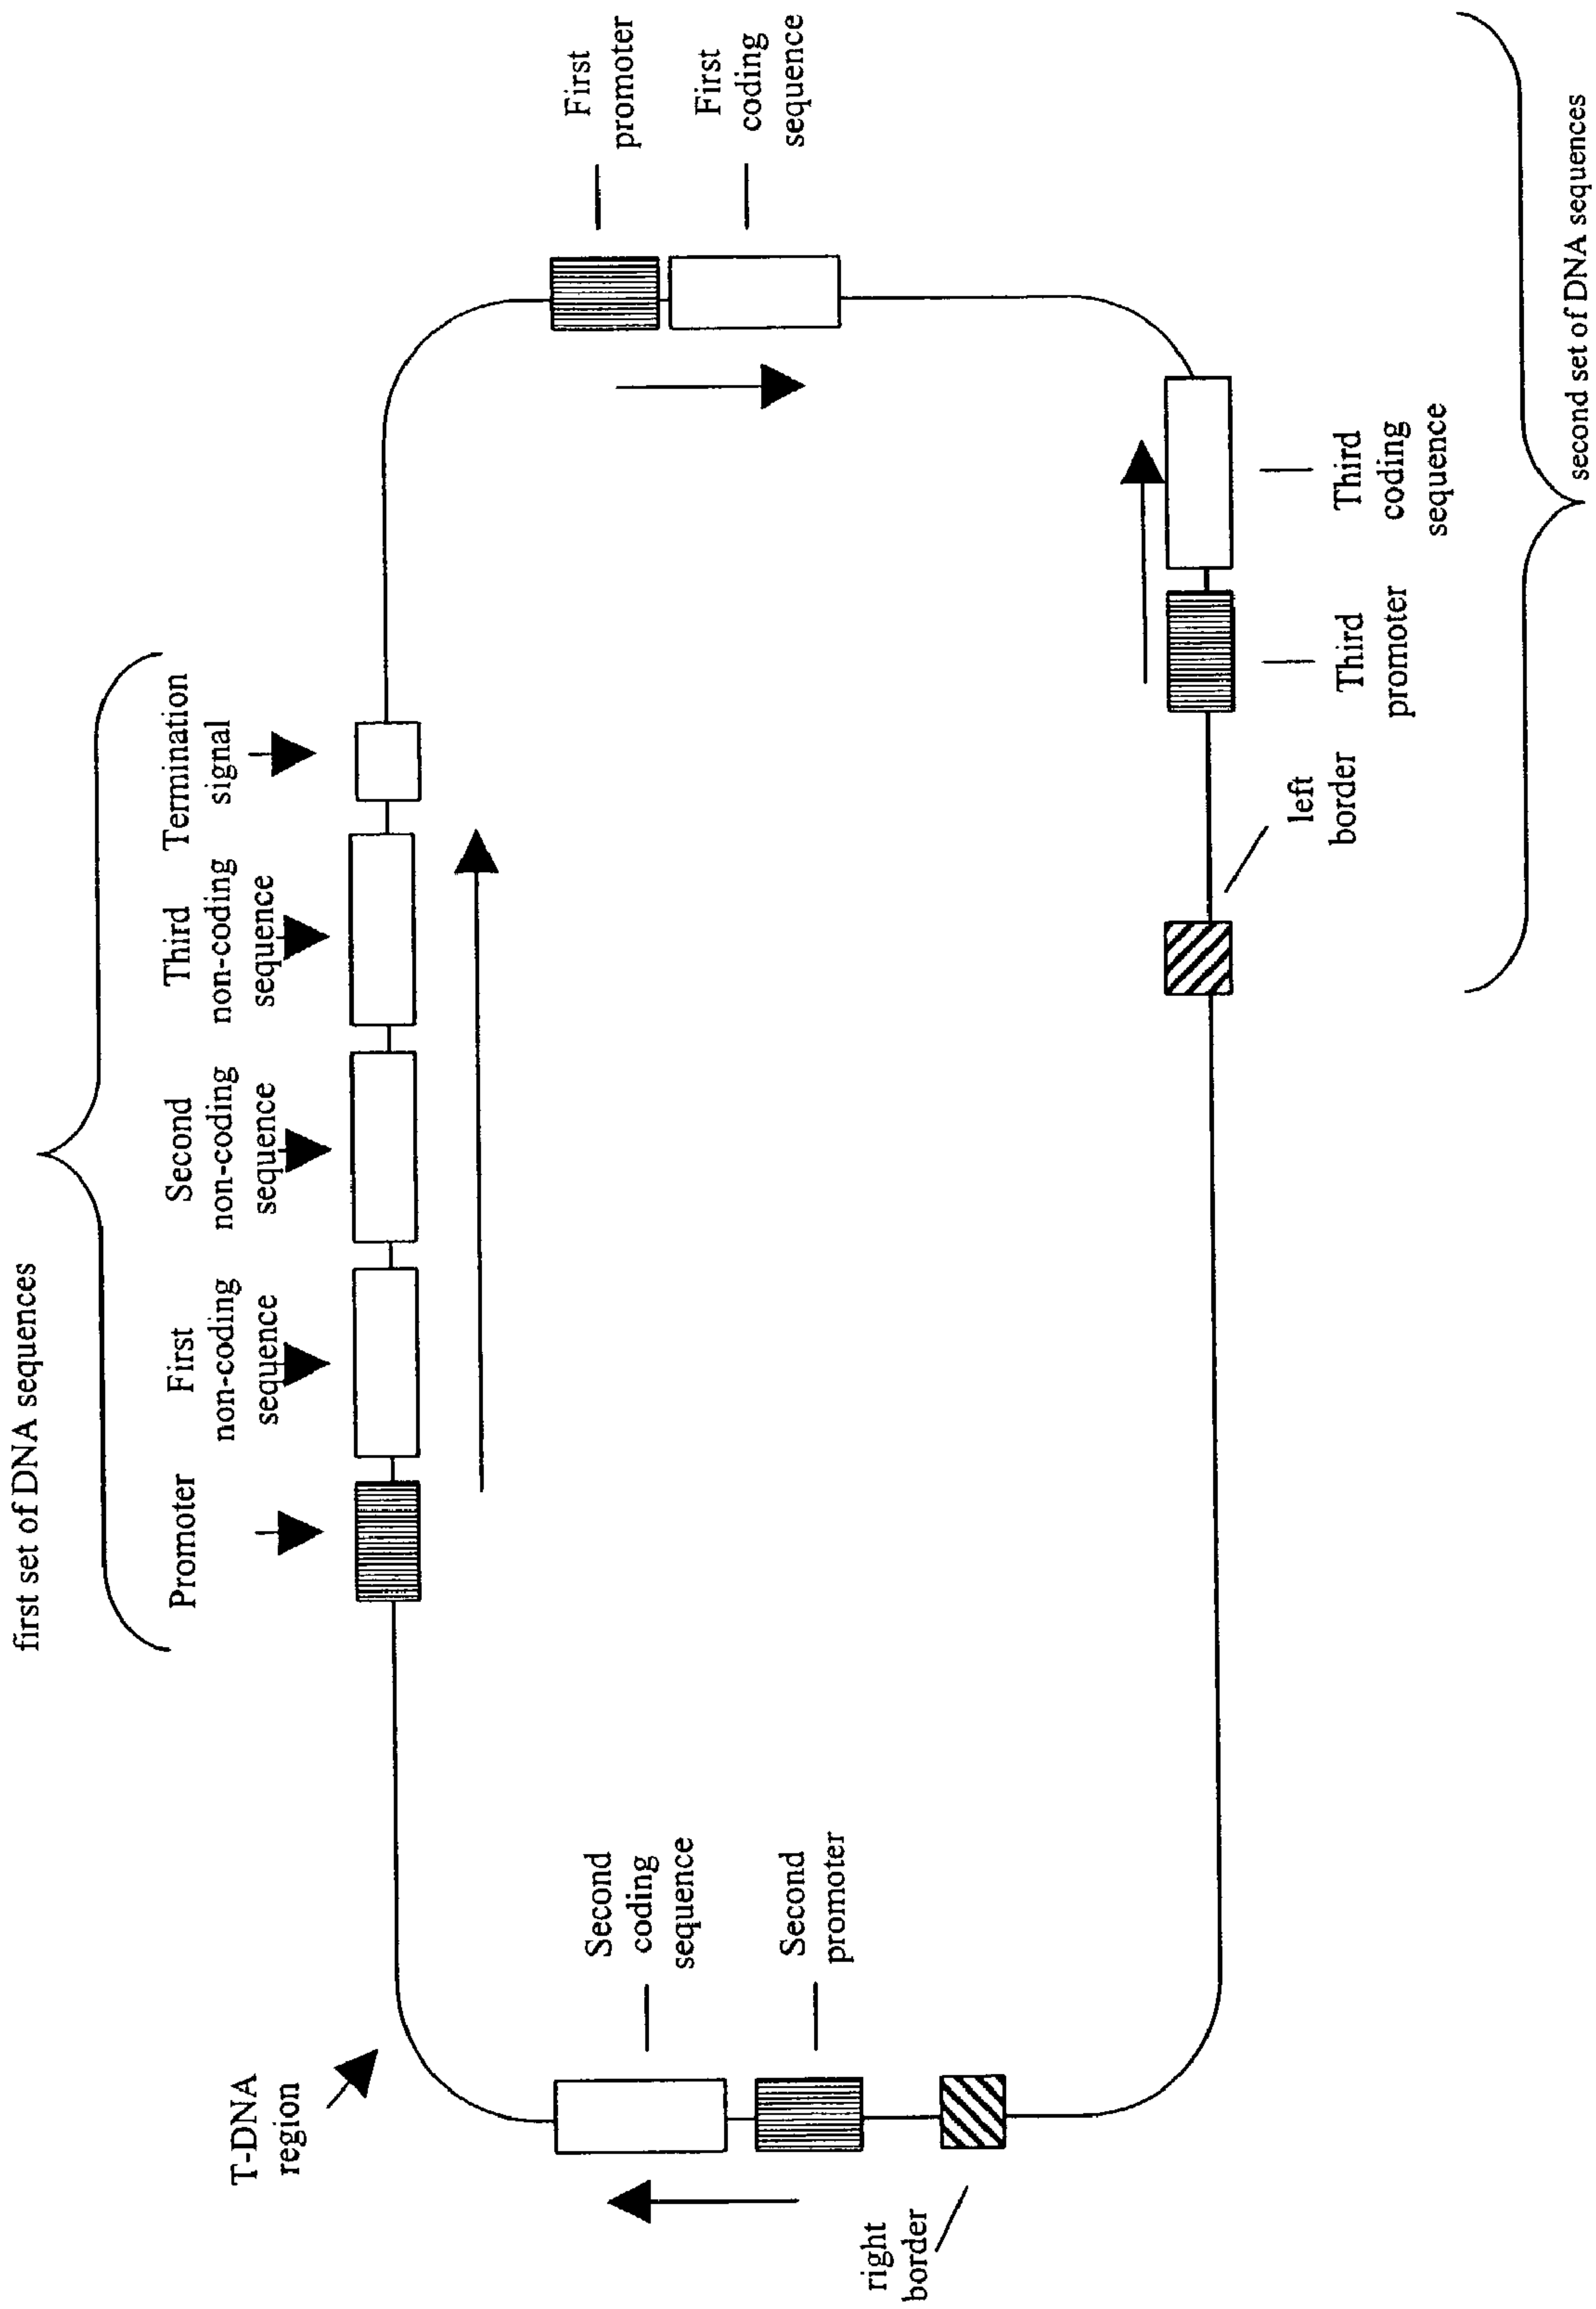 first set of DNA sequences
Promoter
First
non-coding
sequence
Second
non-coding
sequence
Third
non-coding
sequence
Termination
signal
T-DNA
region
First
promoter
First
coding
sequence
Second
coding
sequence
Second
promoter
right
border
left
border
Third
promoter
Third
coding
sequence
second set of DNA sequences